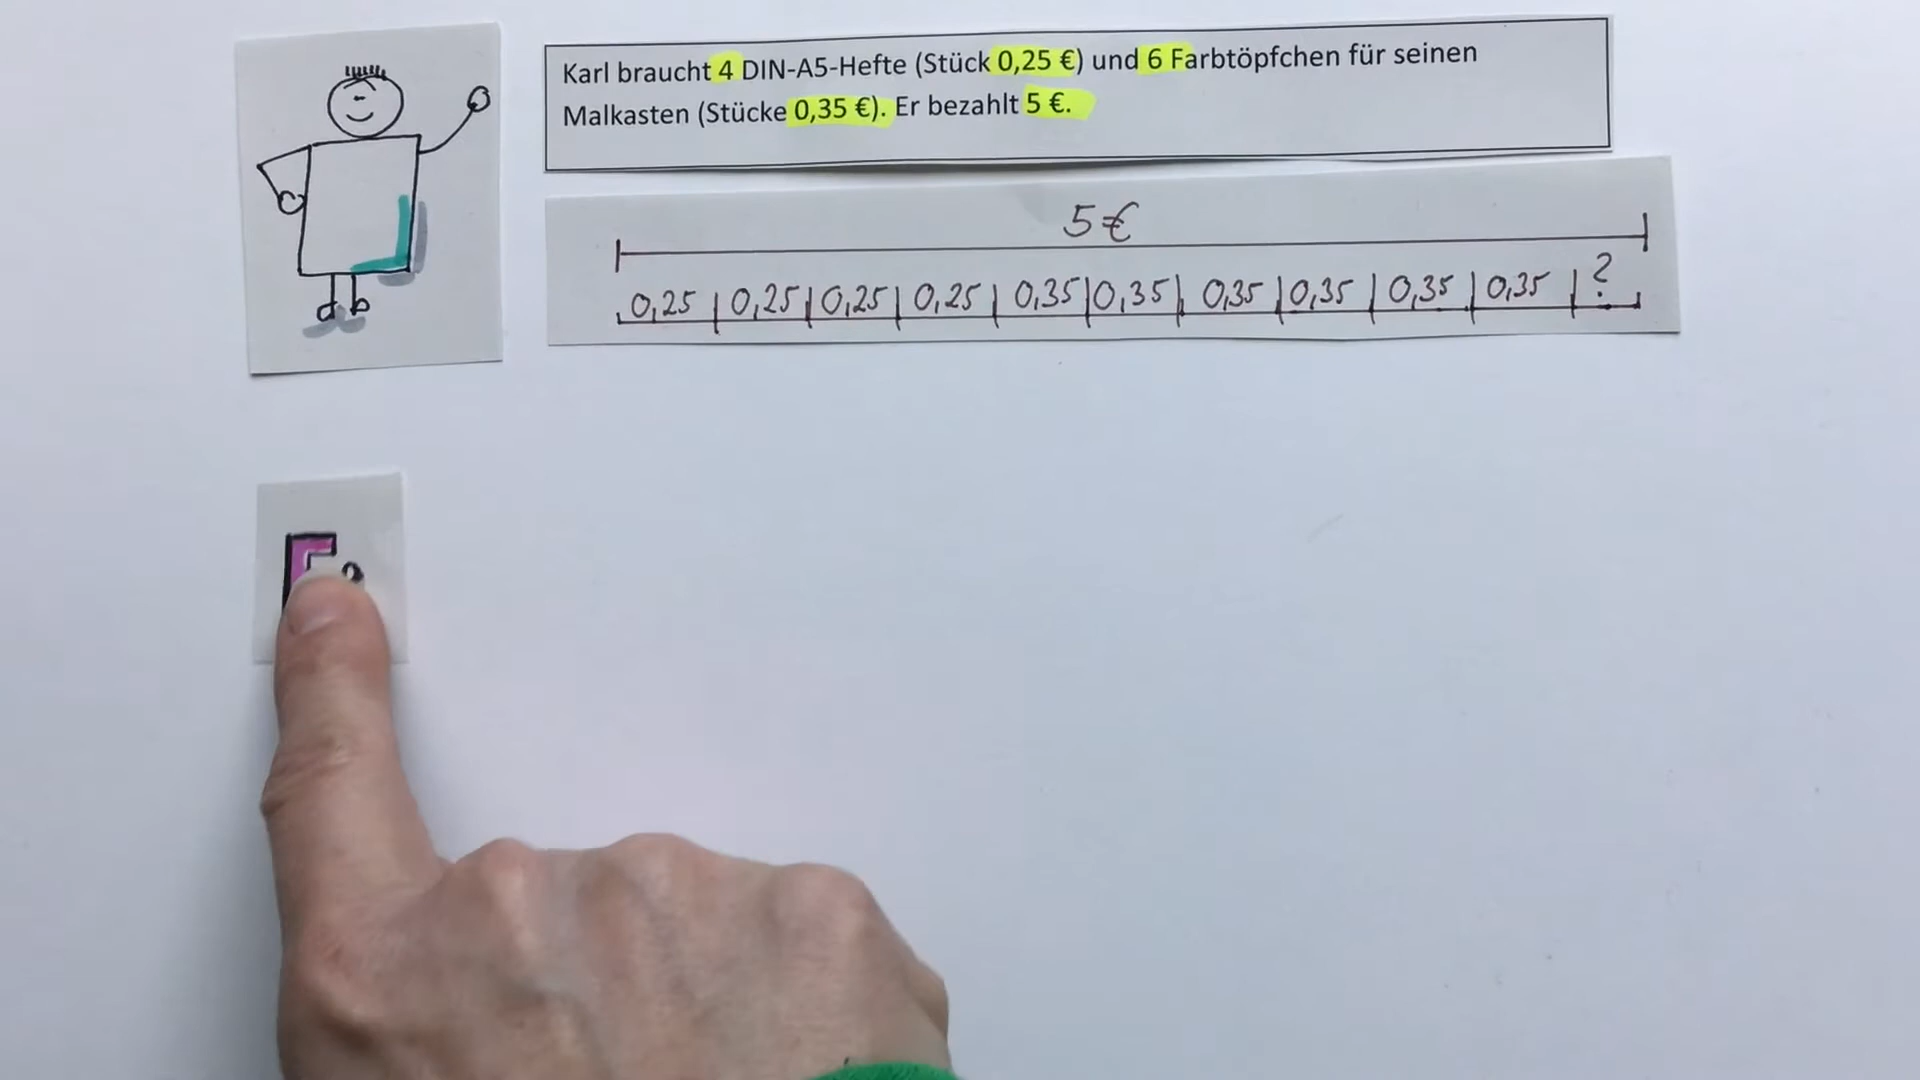 Karl braucht 4 DIN-A5-Hefte (Stück 0,25 €) und 6 Farbtöpfchen für seinen
Malkasten (Stücke 0,35 €). Er bezahlt 5 €.
5€
0,25 | 0,25 | 0,25 | 0,25 | 0,35 | 0,35 | 0,35 | 0,35 | 0,35 | 0,35 | ?